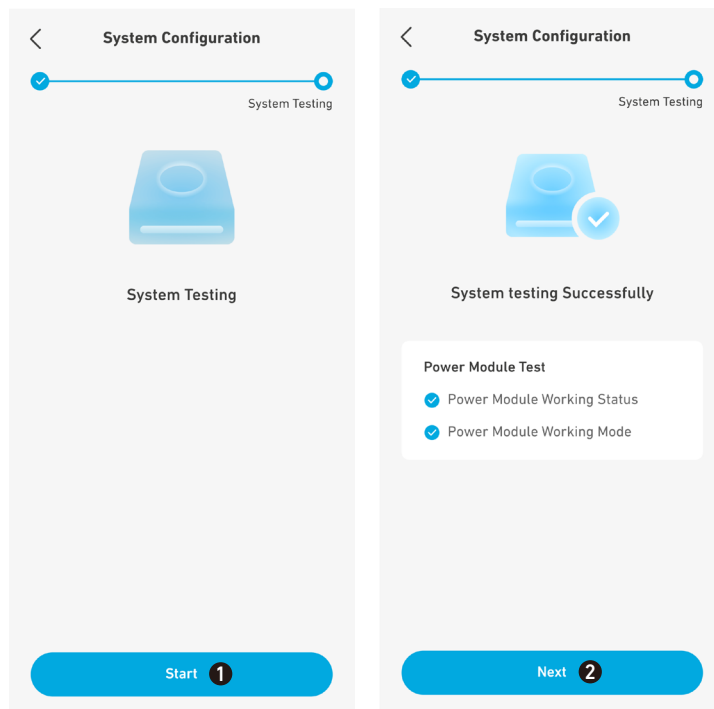 System Configuration
System Testing
System Testing
Start 1
System Configuration
System Testing
System testing Successfully
Power Module Test
Power Module Working Status
Power Module Working Mode
Next 2